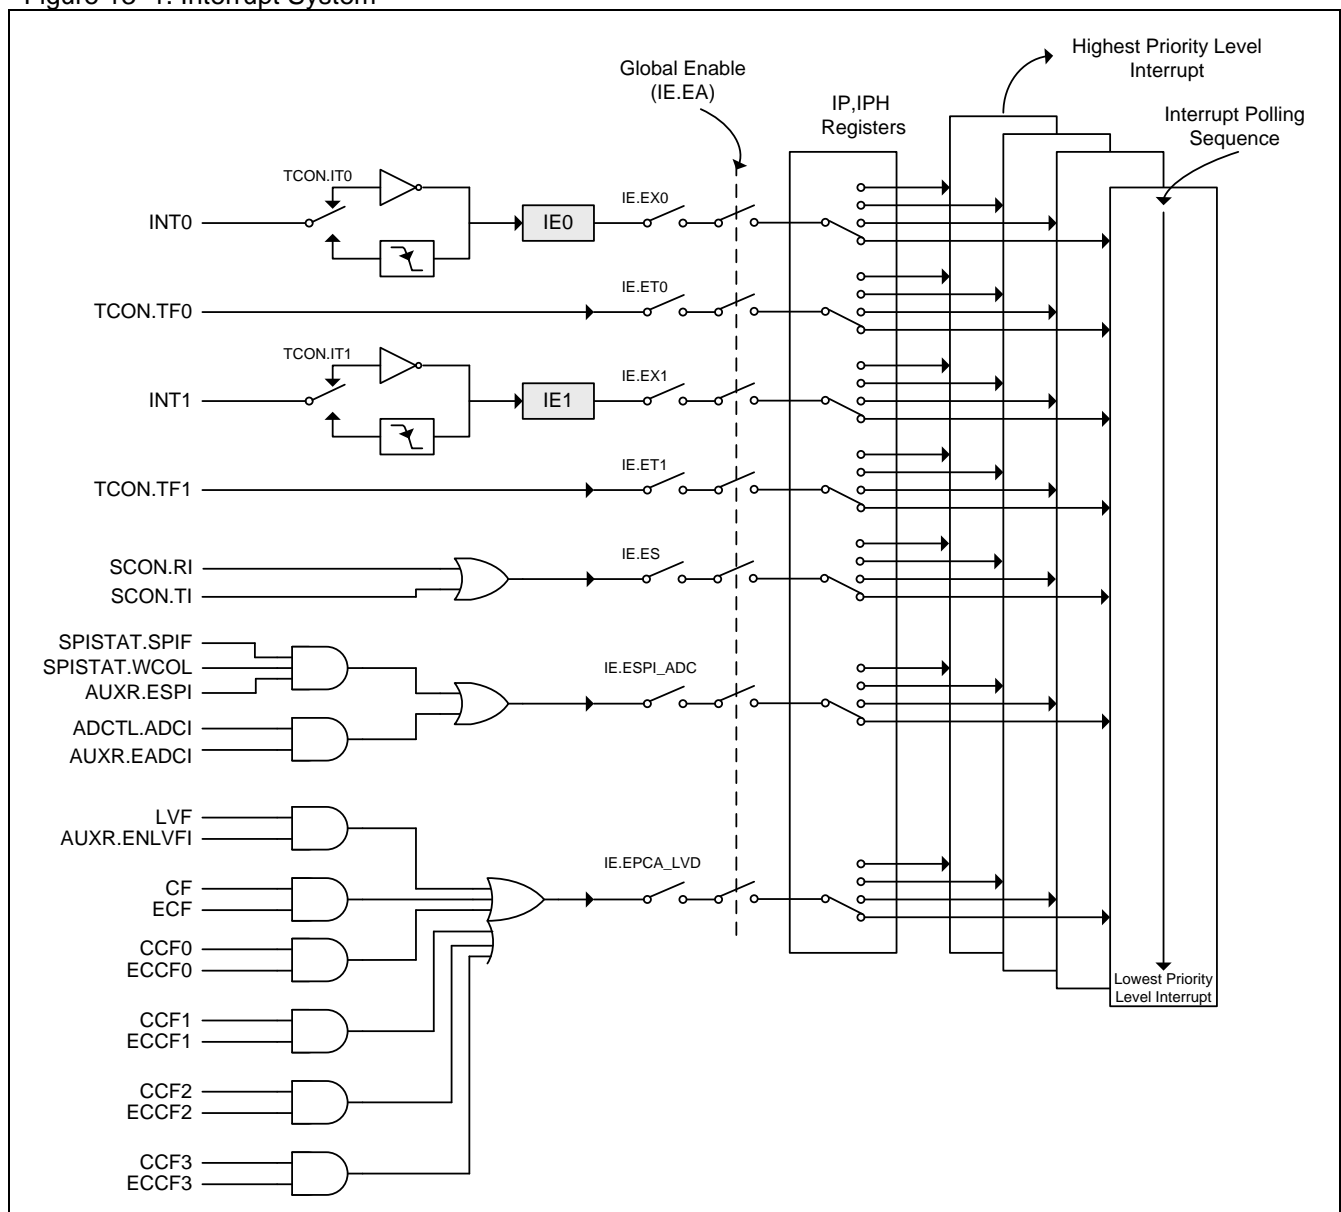 Figure 13-1. Interrupt System
Highest Priority Level
Interrupt
Global Enable
(IE.EA)
IP,IPH
Registers
Interrupt Polling
Sequence
TCON.IT0
INT0
IE0
IE.EX0
TCON.TF0
IE.ET0
TCON.IT1
INT1
IE1
IE.EX1
TCON.TF1
IE.ET1
SCON.RI
SCON.TI
IE.ES
SPISTAT.SPIF
SPISTAT.WCOL
AUXR.ESPI
ADCTL.ADCI
AUXR.EADCI
IE.ESPI_ADC
LVF
AUXR.ENLVFI
CF
ECF
IE.EPCA_LVD
CCF0
ECCF0
CCF1
ECCF1
CCF2
ECCF2
CCF3
ECCF3
Lowest Priority
Level Interrupt